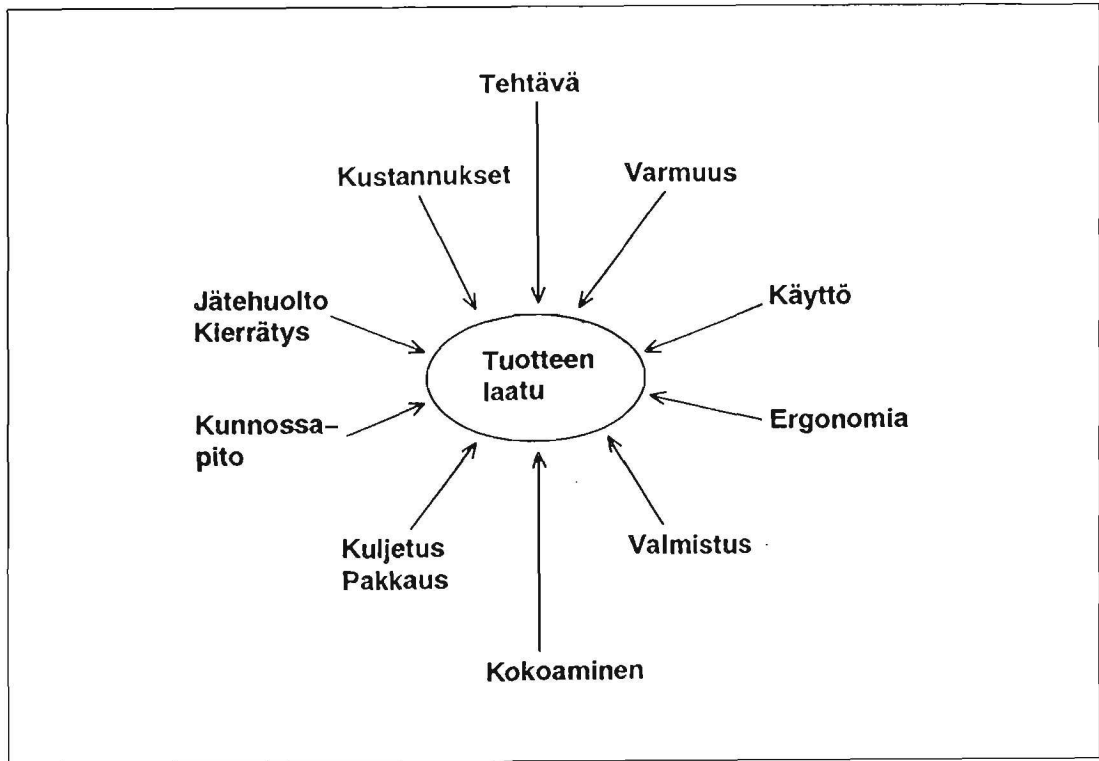 Tehtävä
Kustannukset
Varmuus
Jätehuolto
Kierrätys
Käyttö
Tuotteen
laatu
Kunnossa–
pito
Ergonomia
Kuljetus
Pakkaus
Valmistus
Kokoaminen